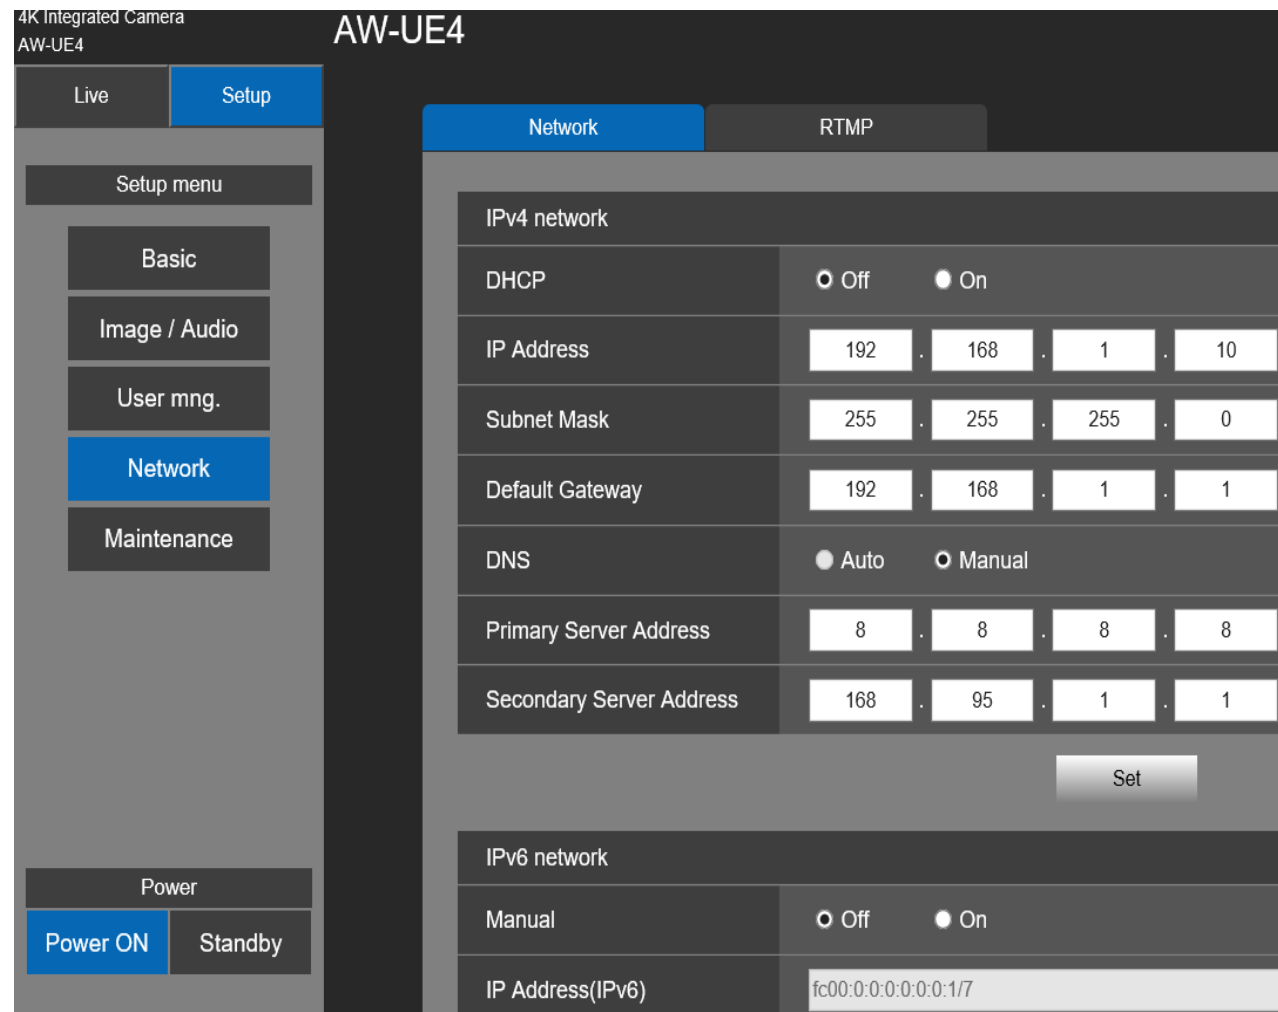 4K Integrated Camera
AW-UE4
AW-UE4
Live Setup
Network RTMP
Setup menu
Basic
Image / Audio
User mng.
Network
Maintenance
IPv4 network
DHCP Off On
IP Address 192 . 168 . 1 . 10
Subnet Mask 255 . 255 . 255 . 0
Default Gateway 192 . 168 . 1 . 1
DNS Auto Manual
Primary Server Address 8 . 8 . 8 . 8
Secondary Server Address 168 . 95 . 1 . 1
Set
IPv6 network
Manual Off On
IP Address(IPv6) fc00:0:0:0:0:0:0:1/7
Power
Power ON Standby